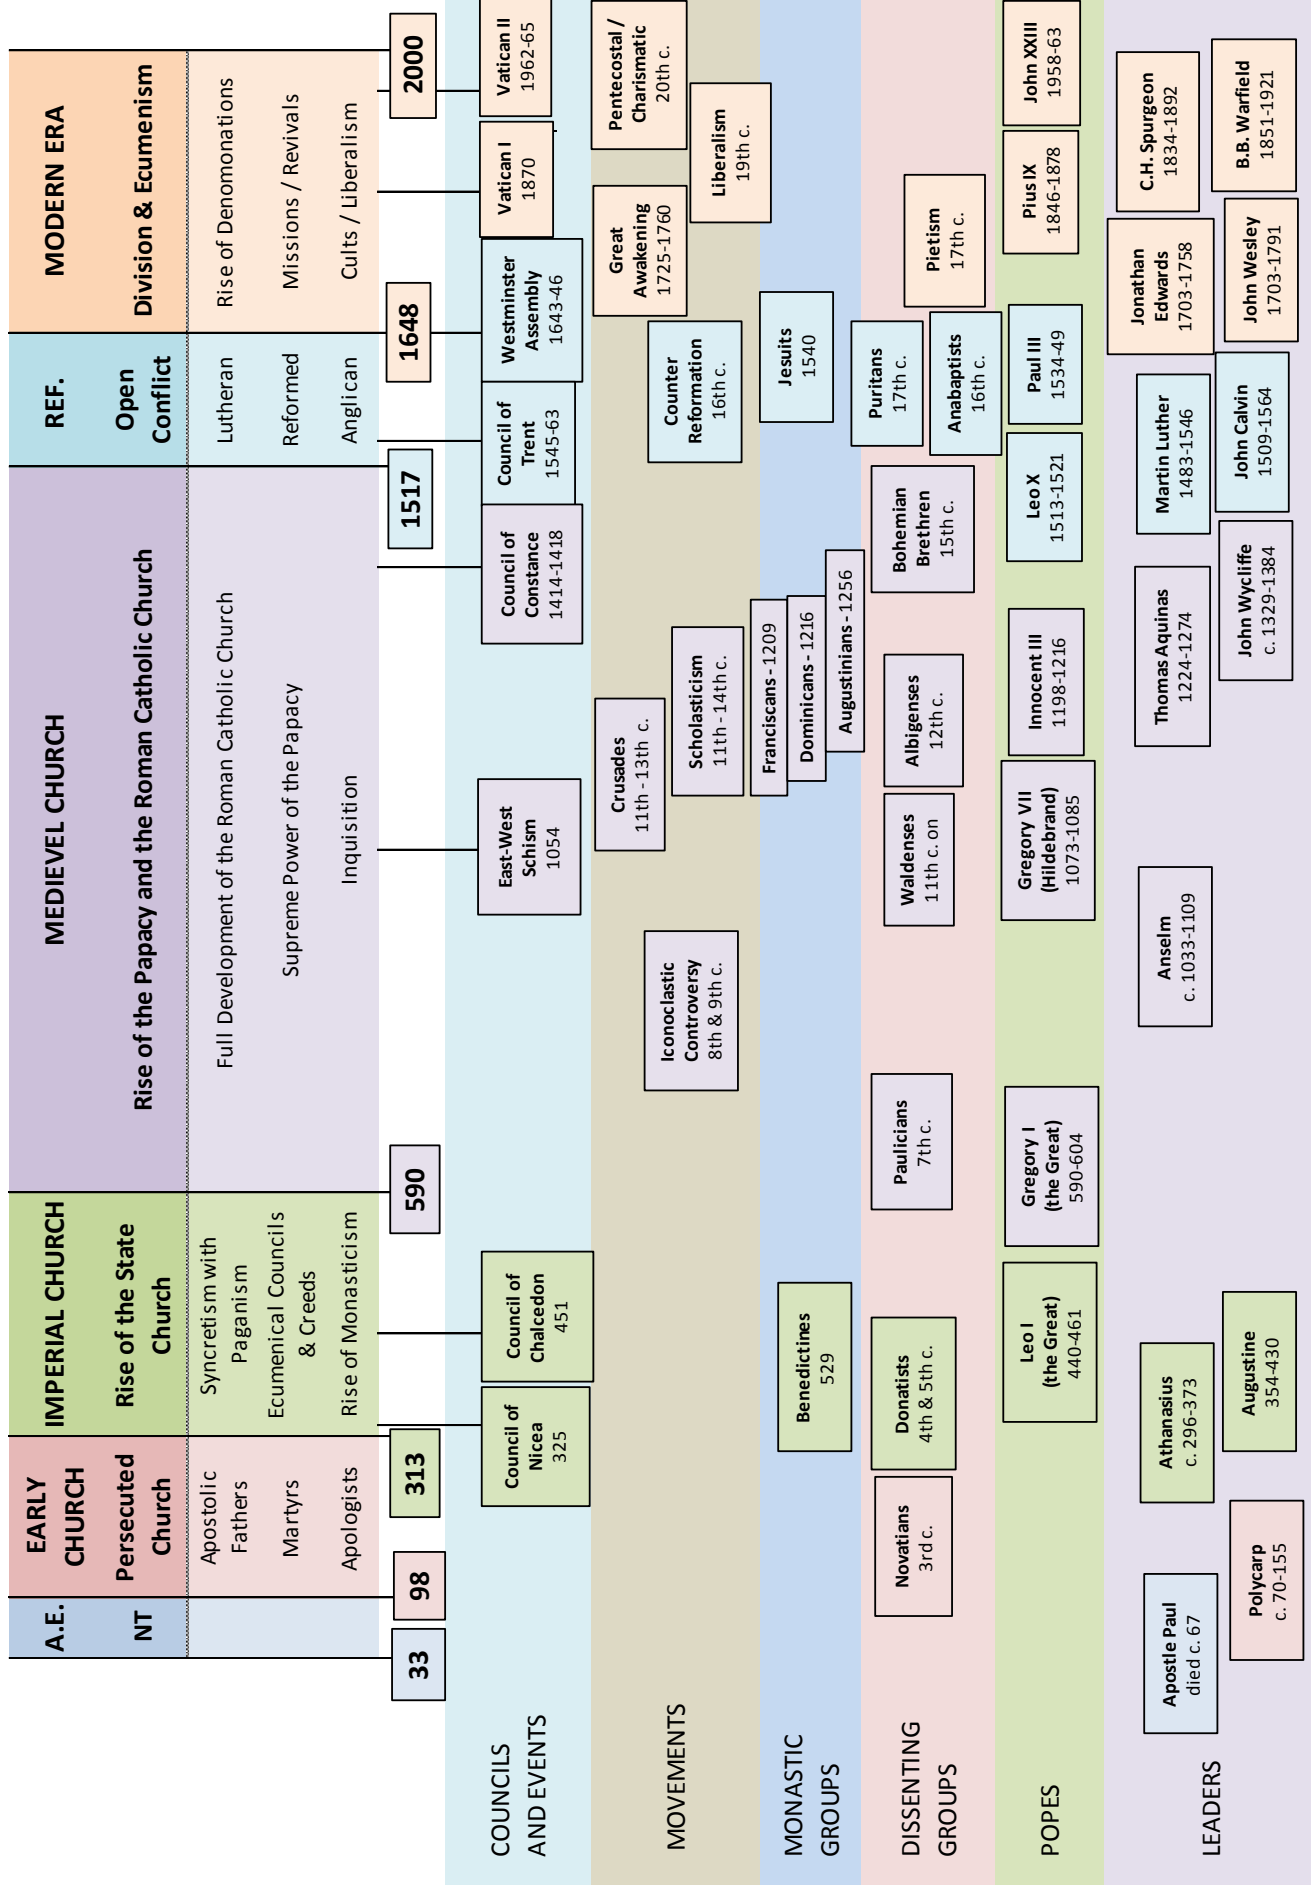 A.E.
NT
EARLY
CHURCH
Persecuted
Church
Apostolic
Fathers
Martyrs
Apologists
IMPERIAL CHURCH
Rise of the State
Church
Syncretism with
Paganism
Ecumenical Councils
& Creeds
Rise of Monasticism
MEDIEVEL CHURCH
Rise of the Papacy and the Roman Catholic Church
Full Development of the Roman Catholic Church
Supreme Power of the Papacy
Inquisition
REF.
Open
Conflict
Lutheran
Reformed
Anglican
MODERN ERA
Division & Ecumenism
Rise of Denomonations
Missions / Revivals
Cults / Liberalism
33
98
313
590
1517
1648
2000
COUNCILS
AND EVENTS
Council of
Nicea
325
Council of
Chalcedon
451
East-West
Schism
1054
Council of
Constance
1414-1418
Council of
Trent
1545-63
Westminster
Assembly
1643-46
Vatican I
1870
Vatican II
1962-65
MOVEMENTS
Iconoclastic
Controversy
8th & 9th c.
Crusades
11th - 13th c.
Scholasticism
11th - 14th c.
Counter
Reformation
16th c.
Great
Awakening
1725-1760
Liberalism
19th c.
Pentecostal /
Charismatic
20th c.
MONASTIC
GROUPS
Benedictines
529
Franciscans - 1209
Dominicans - 1216
Augustinians - 1256
Jesuits
1540
DISSENTING
GROUPS
Novatians
3rd c.
Donatists
4th & 5th c.
Paulicians
7th c.
Waldenses
11th c. on
Albigenses
12th c.
Bohemian
Brethren
15th c.
Puritans
17th c.
Anabaptists
16th c.
Pietism
17th c.
POPES
Leo I
(the Great)
440-461
Gregory I
(the Great)
590-604
Gregory VII
(Hildebrand)
1073-1085
Innocent III
1198-1216
Leo X
1513-1521
Paul III
1534-49
Pius IX
1846-1878
John XXIII
1958-63
LEADERS
Apostle Paul
died c. 67
Polycarp
c. 70-155
Athanasius
c. 296-373
Augustine
354-430
Anselm
c. 1033-1109
Thomas Aquinas
1224-1274
John Wycliffe
c. 1329-1384
Martin Luther
1483-1546
John Calvin
1509-1564
Jonathan
Edwards
1703-1758
John Wesley
1703-1791
C.H. Spurgeon
1834-1892
B.B. Warfield
1851-1921